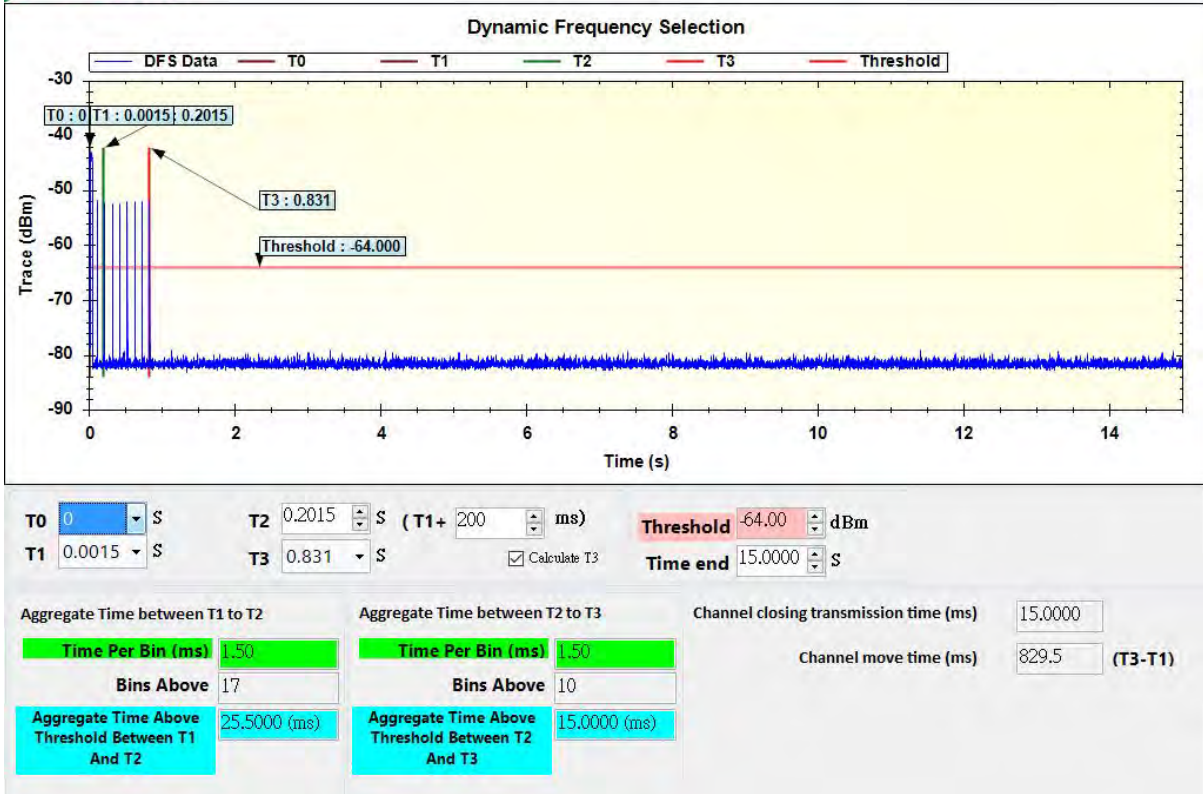 Dynamic Frequency Selection
DFS Data T0 T1 T2 T3 Threshold
-30
T0 : 0 T1 : 0.0015 : 0.2015
-40
-50
T3 : 0.831
-60
Threshold : -64.000
-70
-80
-90
Trace (dBm)
0 2 4 6 8 10 12 14
Time (s)
T0 0 S T2 0.2015 S ( T1+ 200 ms) Threshold -64.00 dBm
T1 0.0015 S T3 0.831 S Calculate T3 Time end 15.0000 S
Aggregate Time between T1 to T2
Time Per Bin (ms) 1.50
Bins Above 17
Aggregate Time Above 25.5000 (ms)
Threshold Between T1
And T2
Aggregate Time between T2 to T3
Time Per Bin (ms) 1.50
Bins Above 10
Aggregate Time Above 15.0000 (ms)
Threshold Between T2
And T3
Channel closing transmission time (ms) 15.0000
Channel move time (ms) 829.5 (T3-T1)